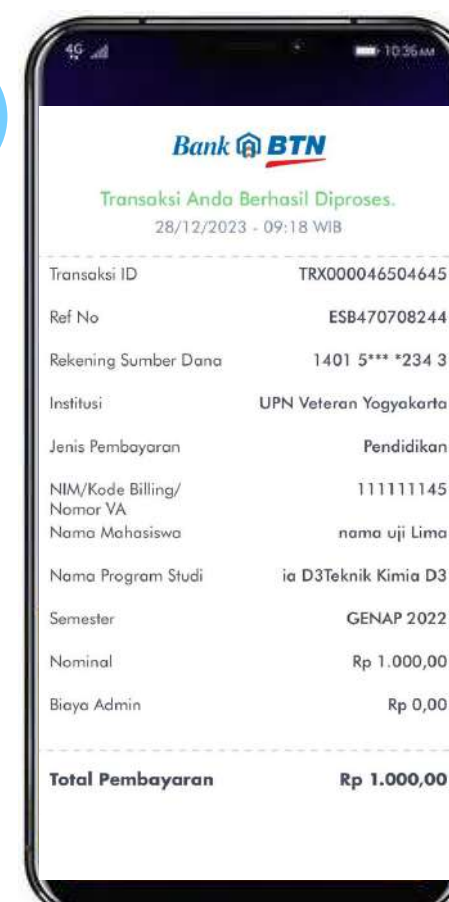 4G 10:36 AM
Bank BTN
Transaksi Anda Berhasil Diproses.
28/12/2023 - 09:18 WIB
Transaksi ID TRX000046504645
Ref No ESB470708244
Rekening Sumber Dana 1401 5*** *234 3
Institusi UPN Veteran Yogyakarta
Jenis Pembayaran Pendidikan
NIM/Kode Billing/ 111111145
Nomor VA
Nama Mahasiswa nama uji Lima
Nama Program Studi ia D3Teknik Kimia D3
Semester GENAP 2022
Nominal Rp 1.000,00
Biaya Admin Rp 0,00
Total Pembayaran Rp 1.000,00